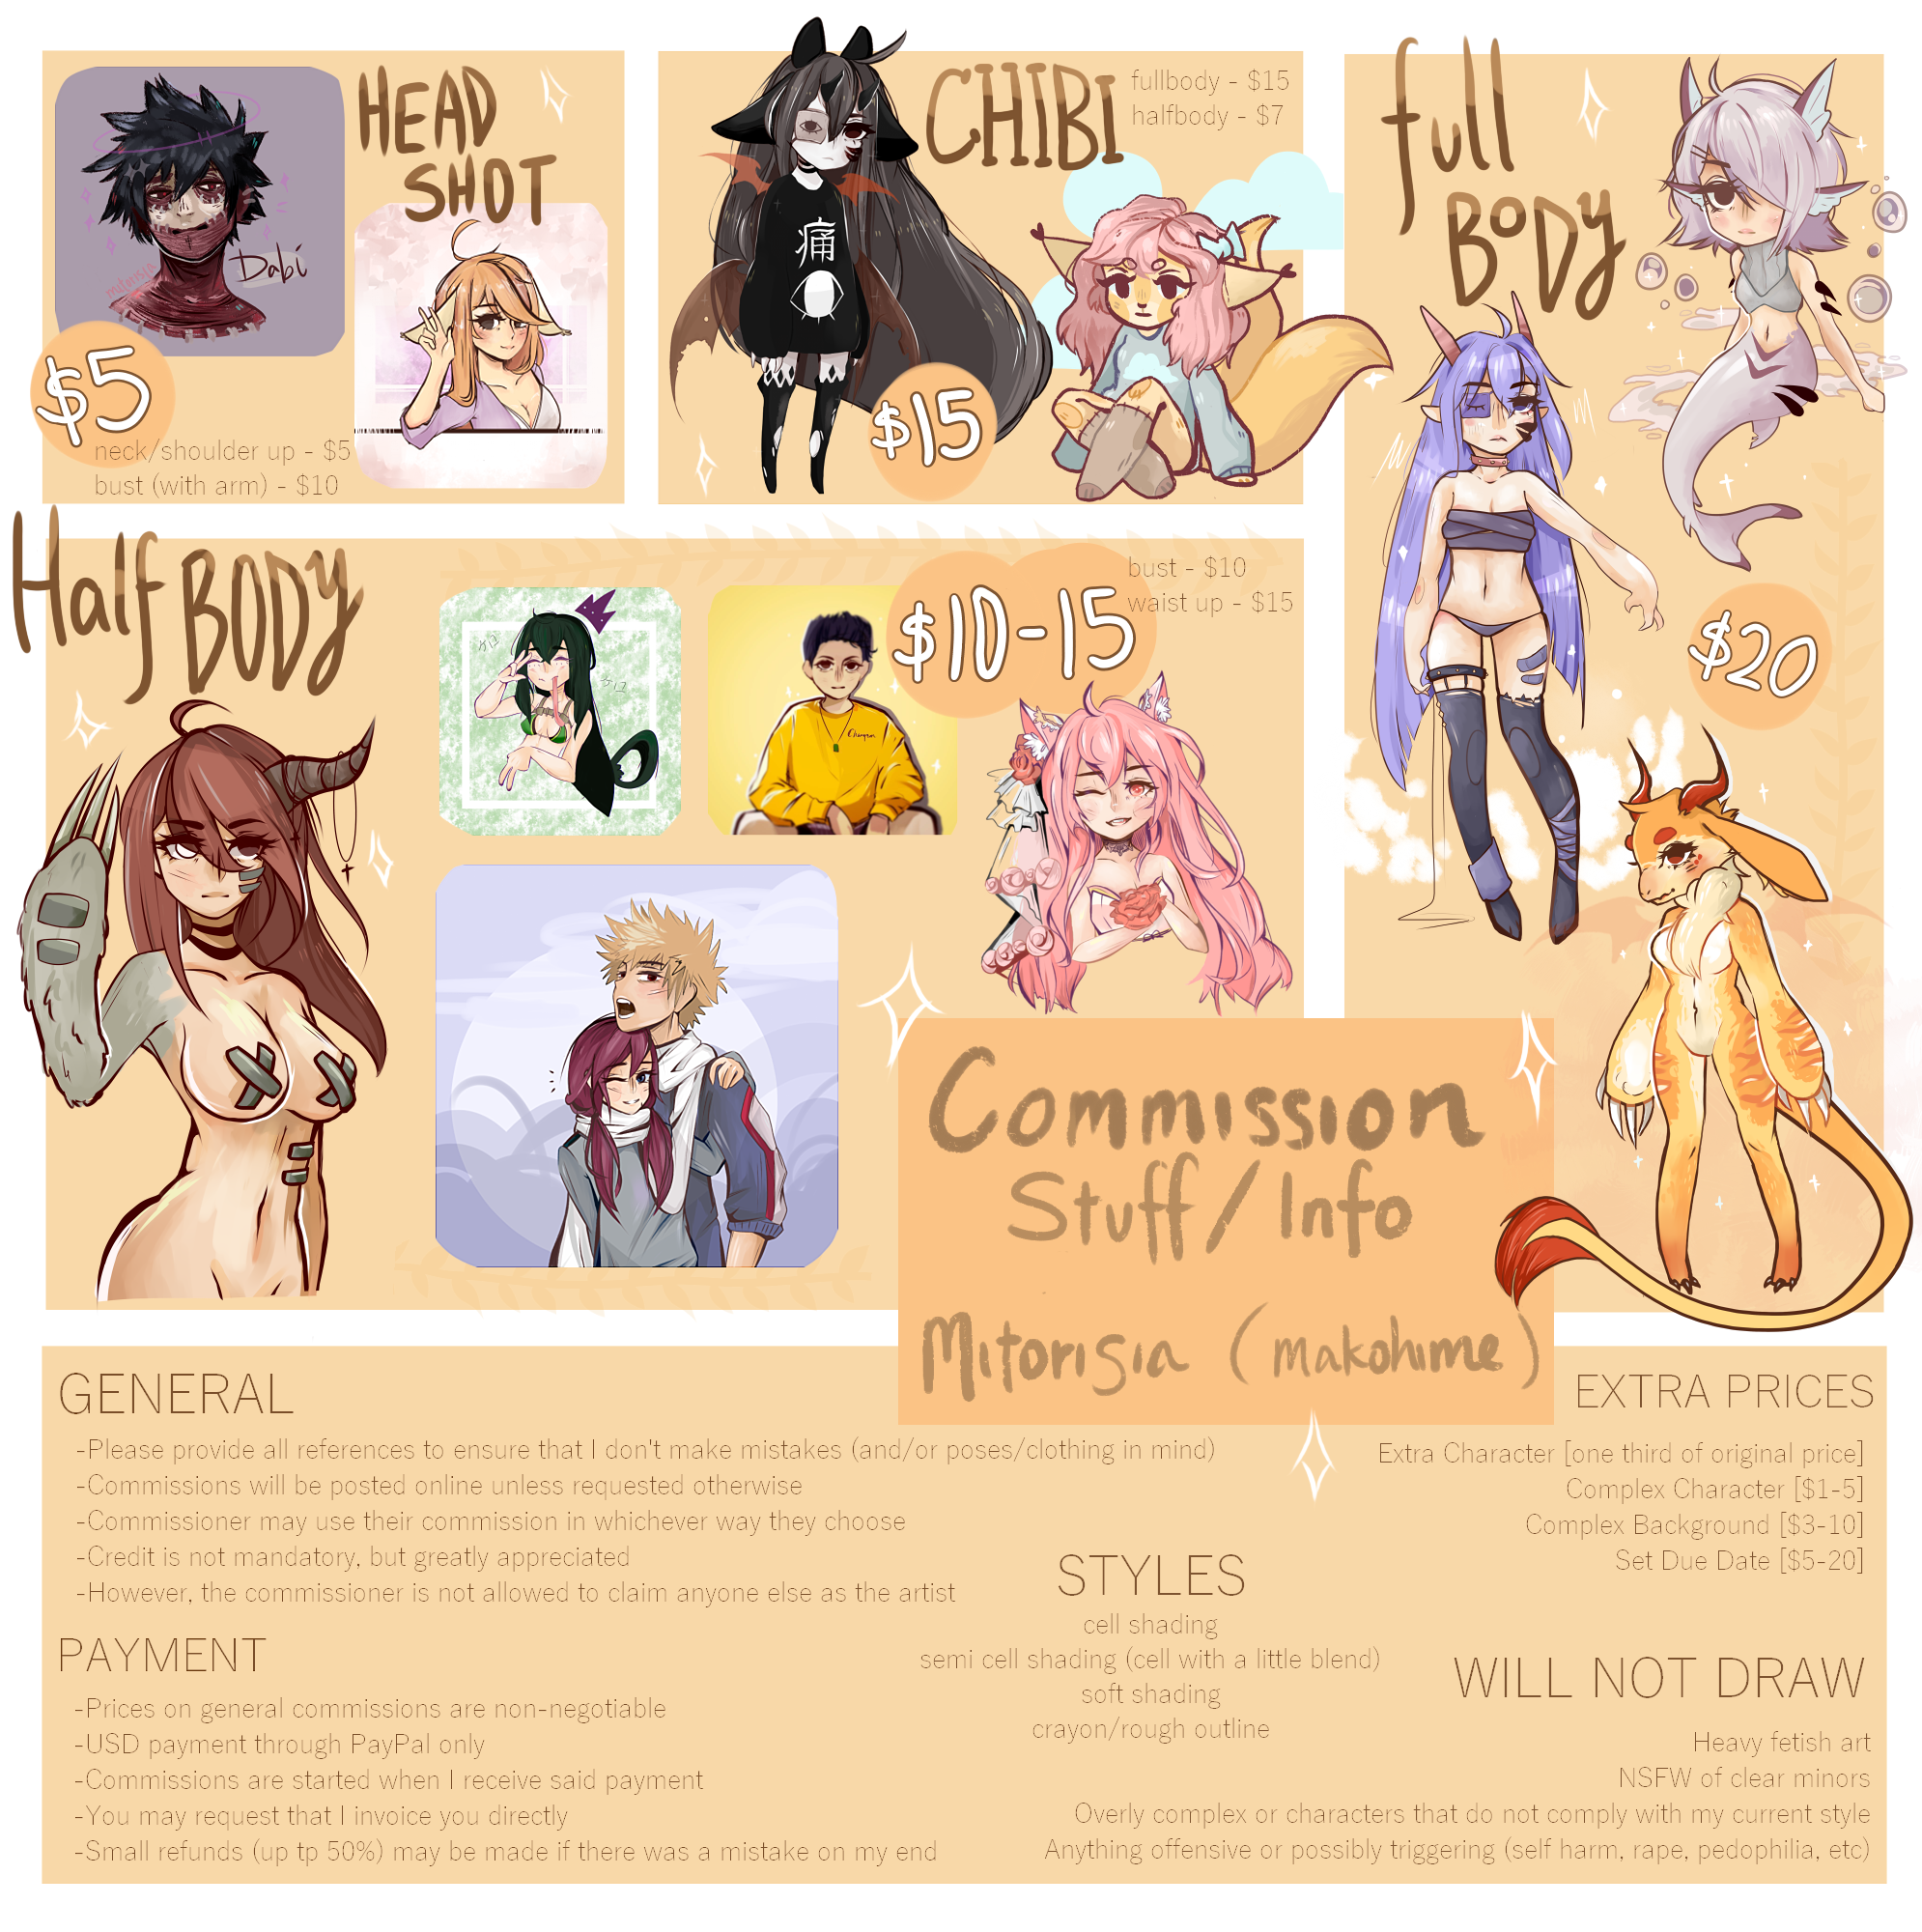 HEAD
SHOT
Dabi
$5
neck/shoulder up - $5
bust (with arm) - $10
CHIBI
fullbody - $15
halfbody - $7
痛
$15
full
BODY
$20
Half BODY
$10-15
bust - $10
waist up - $15
Commission
Stuff/Info
Mitorisia (makohime)
GENERAL
-Please provide all references to ensure that I don't make mistakes (and/or poses/clothing in mind)
-Commissions will be posted online unless requested otherwise
-Commissioner may use their commission in whichever way they choose
-Credit is not mandatory, but greatly appreciated
-However, the commissioner is not allowed to claim anyone else as the artist
PAYMENT
-Prices on general commissions are non-negotiable
-USD payment through PayPal only
-Commissions are started when I receive said payment
-You may request that I invoice you directly
-Small refunds (up tp 50%) may be made if there was a mistake on my end
STYLES
cell shading
semi cell shading (cell with a little blend)
soft shading
crayon/rough outline
EXTRA PRICES
Extra Character [one third of original price]
Complex Character [$1-5]
Complex Background [$3-10]
Set Due Date [$5-20]
WILL NOT DRAW
Heavy fetish art
NSFW of clear minors
Overly complex or characters that do not comply with my current style
Anything offensive or possibly triggering (self harm, rape, pedophilia, etc)